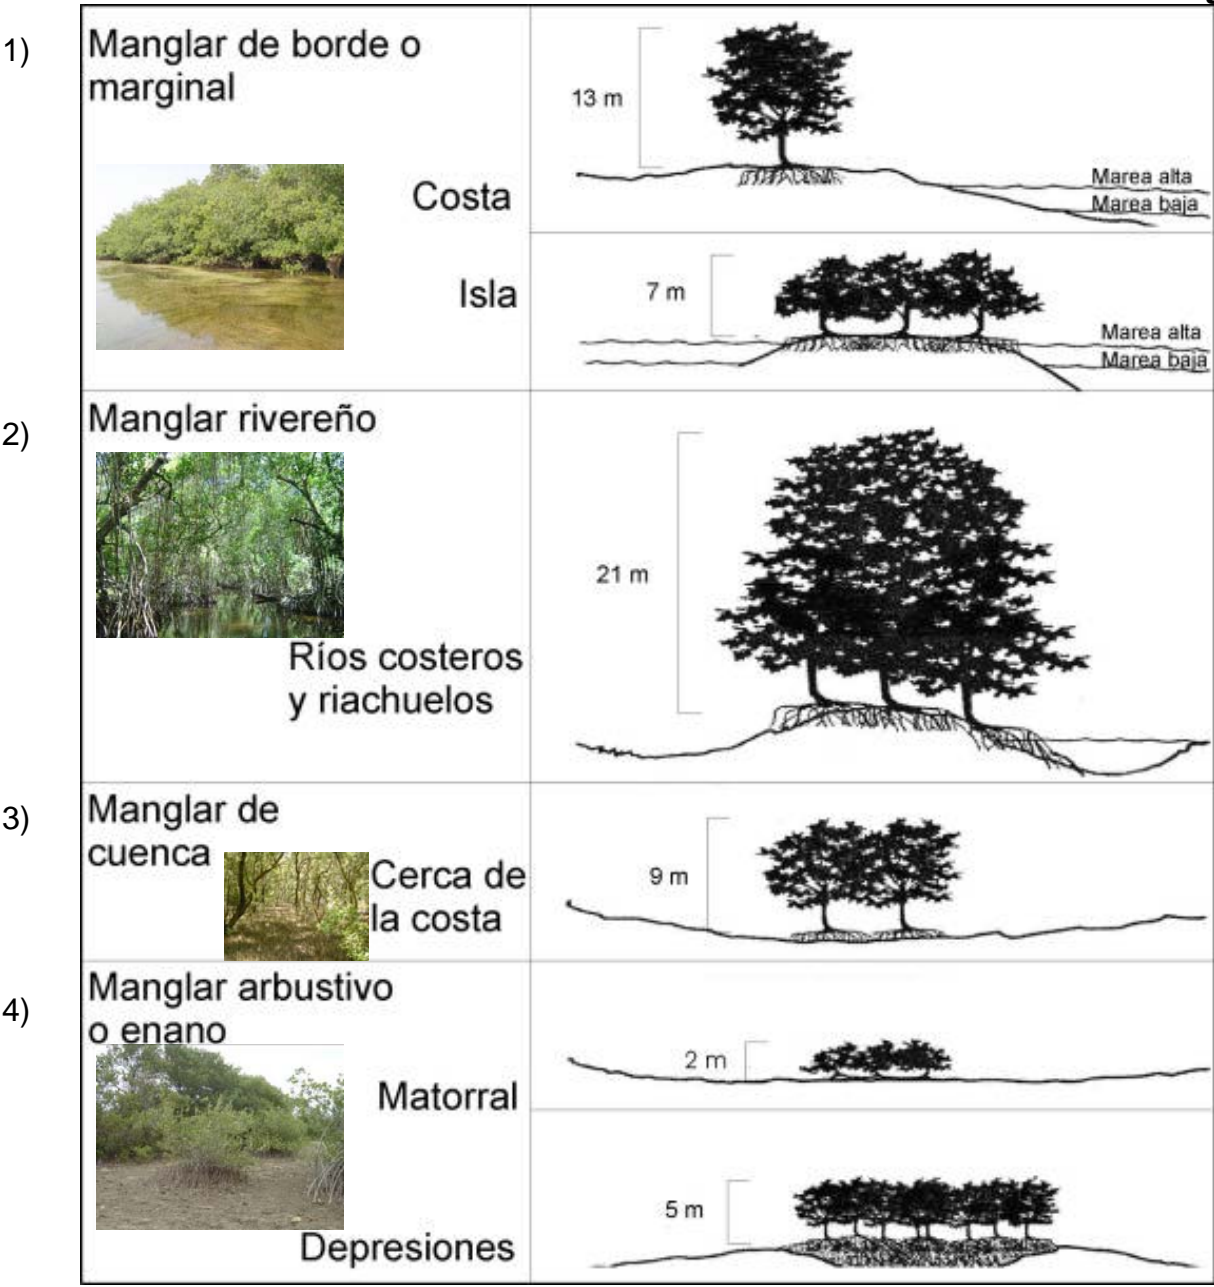 1)
Manglar de borde o
marginal
13 m
Costa
Marea alta
Marea baja
Isla
7 m
Marea alta
Marea baja
2)
Manglar rivereño
21 m
Ríos costeros
y riachuelos
3)
Manglar de
cuenca
Cerca de
la costa
9 m
4)
Manglar arbustivo
o enano
2 m
Matorral
5 m
Depresiones